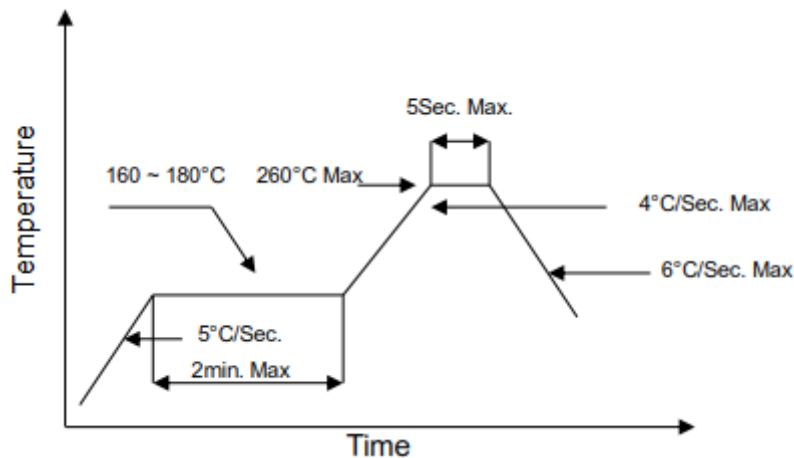 5Sec. Max.
160 ~ 180°C
260°C Max
4°C/Sec. Max
6°C/Sec. Max
5°C/Sec.
2min. Max
Temperature
Time